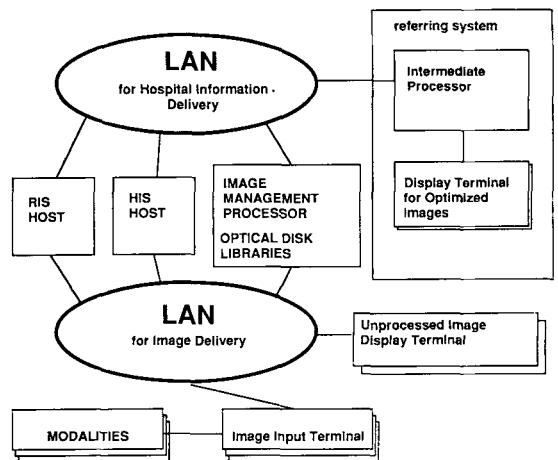 LAN
for Hospital Information -
Delivery
referring system
Intermediate
Processor
Display Terminal
for Optimized
Images
RIS
HOST
HIS
HOST
IMAGE
MANAGEMENT
PROCESSOR
OPTICAL DISK
LIBRARIES
LAN
for Image Delivery
Unprocessed Image
Display Terminal
MODALITIES
Image Input Terminal